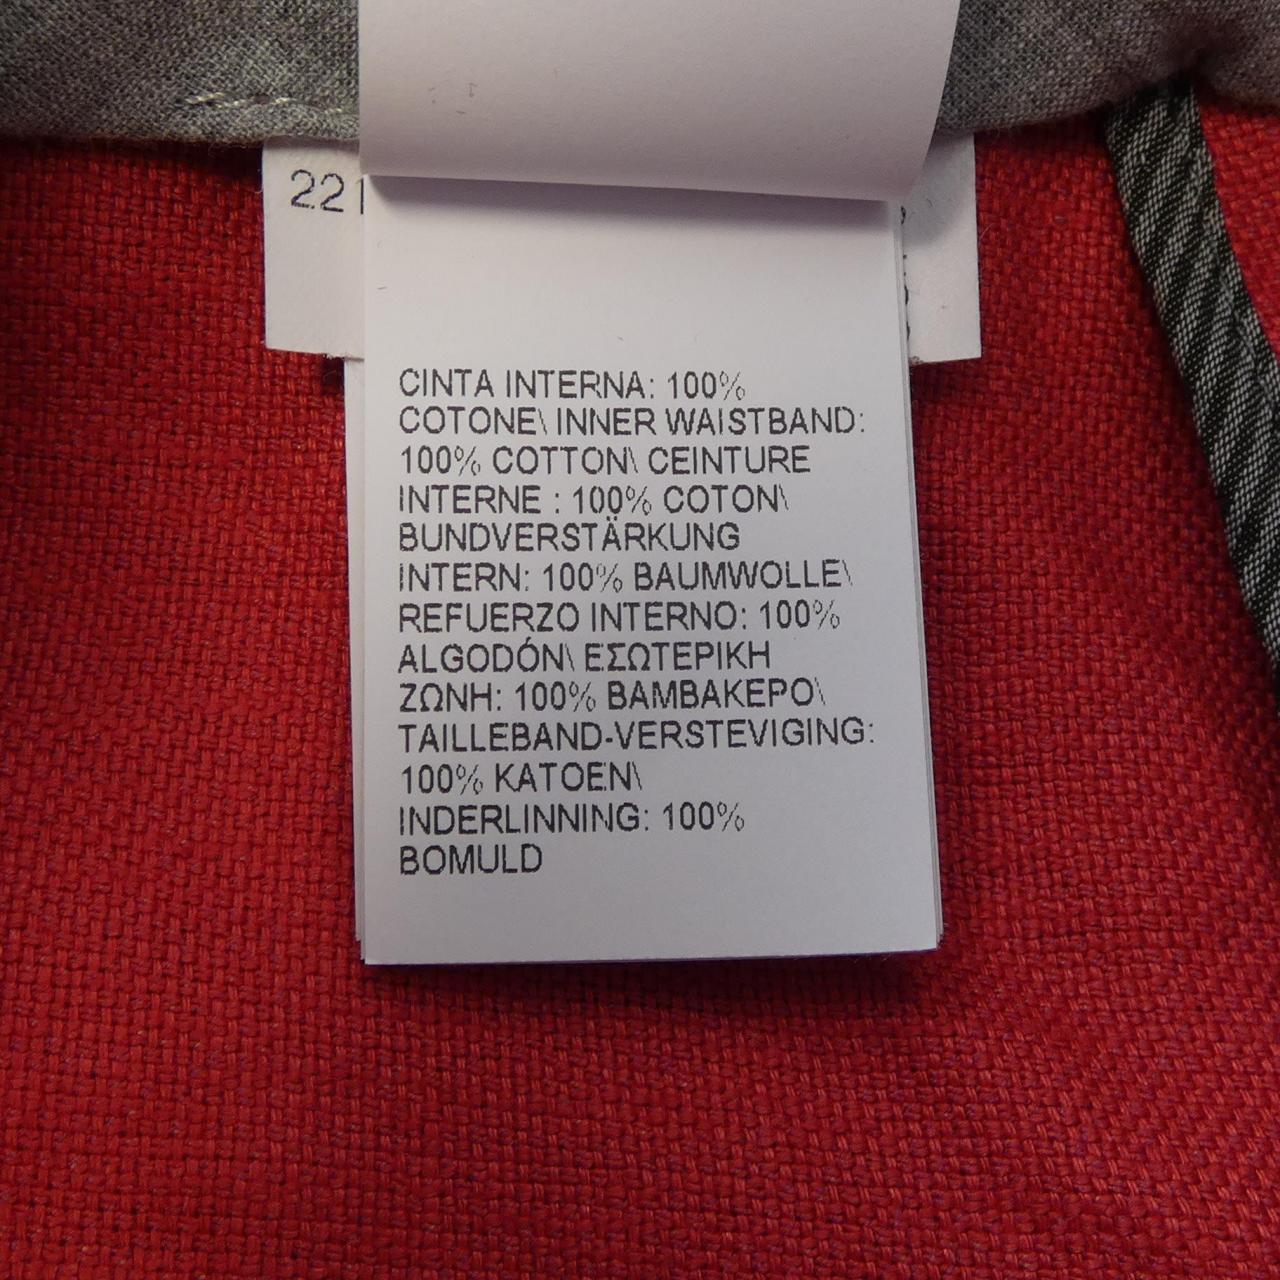 221
CINTA INTERNA: 100%
COTONE\ INNER WAISTBAND:
100% COTTON\ CEINTURE
INTERNE : 100% COTON\
BUNDVERSTÄRKUNG
INTERN: 100% BAUMWOLLE\
REFUERZO INTERNO: 100%
ALGODÓN\ ΕΣΩΤΕΡΙΚΗ
ΖΩΝΗ: 100% ΒΑΜΒΑΚΕΡΟ\
TAILLEBAND-VERSTEVIGING:
100% KATOEN\
INDERLINNING: 100%
BOMULD